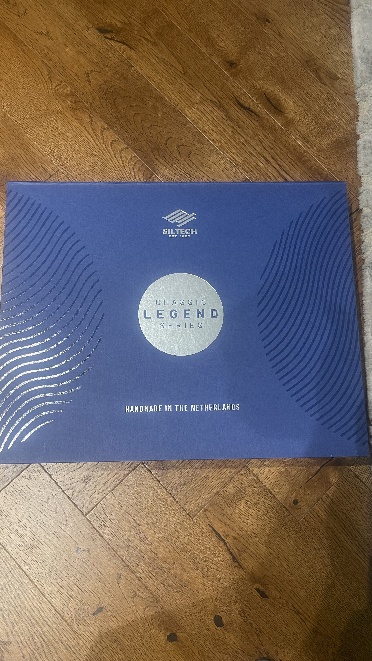 SILTECH
CLASSIC
LEGEND
SERIES
HANDMADE IN THE NETHERLANDS